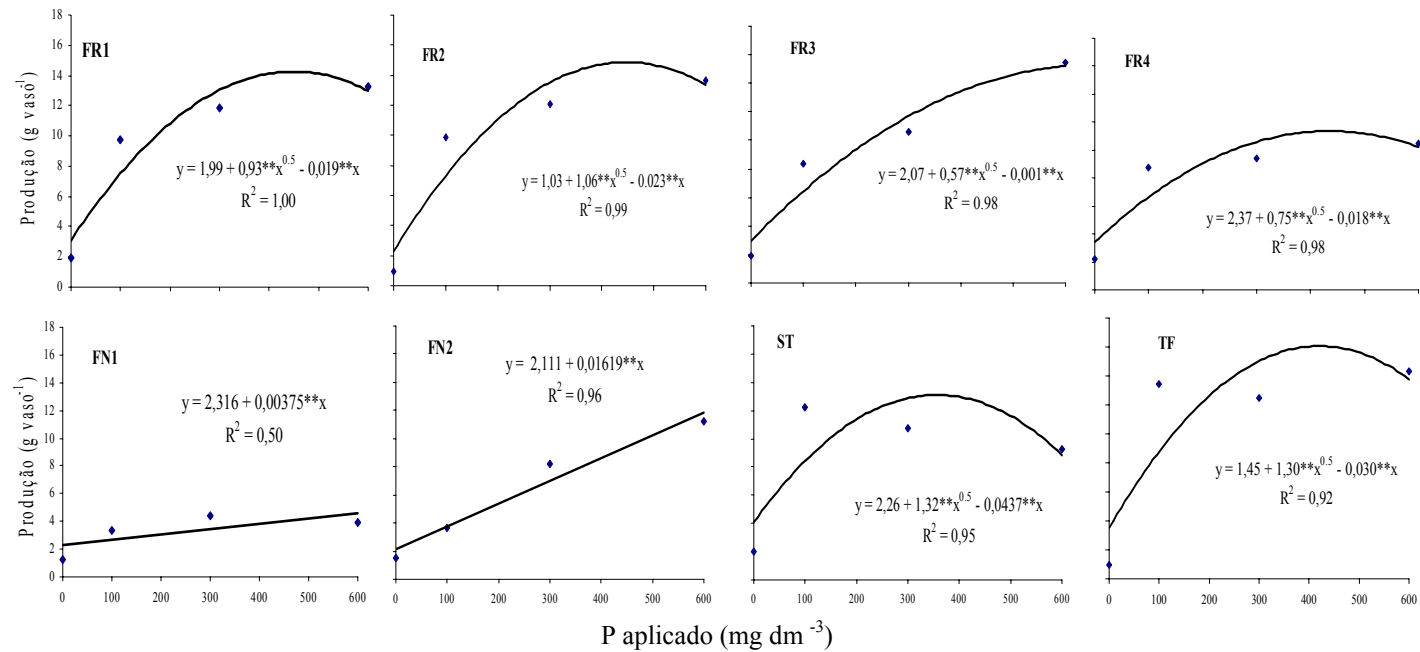 Produção (g vaso⁻¹)
18
16
14
12
10
8
6
4
2
0
FR1
y = 1,99 + 0,93**x^0.5 - 0,019**x
R² = 1,00
FR2
y = 1,03 + 1,06**x^0.5 - 0.023**x
R² = 0,99
FR3
y = 2,07 + 0,57**x^0.5 - 0,001**x
R² = 0.98
FR4
y = 2,37 + 0,75**x^0.5 - 0,018**x
R² = 0,98
Produção (g vaso⁻¹)
18
16
14
12
10
8
6
4
2
0
FN1
y = 2,316 + 0,00375**x
R² = 0,50
0 100 200 300 400 500 600
FN2
y = 2,111 + 0,01619**x
R² = 0,96
0 100 200 300 400 500 600
ST
y = 2,26 + 1,32**x^0.5 - 0,0437**x
R² = 0,95
0 100 200 300 400 500 600
TF
y = 1,45 + 1,30**x^0.5 - 0,030**x
R² = 0,92
0 100 200 300 400 500 600
P aplicado (mg dm ⁻³)